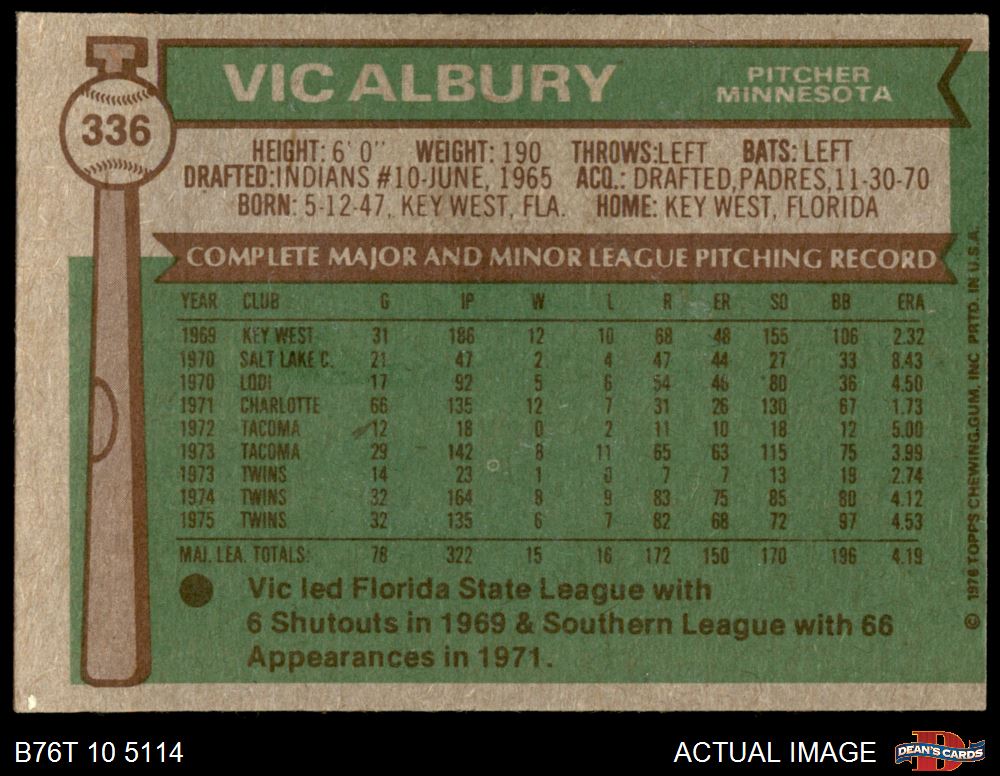 336
VIC ALBURY
PITCHER
MINNESOTA
HEIGHT: 6' 0" WEIGHT: 190 THROWS:LEFT BATS: LEFT
DRAFTED:INDIANS #10-JUNE, 1965 ACQ.: DRAFTED,PADRES,11-30-70
BORN: 5-12-47, KEY WEST, FLA. HOME: KEY WEST, FLORIDA
COMPLETE MAJOR AND MINOR LEAGUE PITCHING RECORD
YEAR CLUB G IP W L R ER SO BB ERA
1969 KEY WEST 31 186 12 10 68 48 155 106 2.32
1970 SALT LAKE C. 21 47 2 4 47 44 27 33 8.43
1970 LODI 17 92 5 6 54 46 80 36 4.50
1971 CHARLOTTE 66 135 12 7 31 26 130 67 1.73
1972 TACOMA 12 18 0 2 11 10 18 12 5.00
1973 TACOMA 29 142 8 11 65 63 115 75 3.99
1973 TWINS 14 23 1 0 7 7 13 19 2.74
1974 TWINS 32 164 8 9 83 75 85 80 4.12
1975 TWINS 32 135 6 7 82 68 72 97 4.53
MAJ. LEA. TOTALS: 78 322 15 16 172 150 170 196 4.19
Vic led Florida State League with
6 Shutouts in 1969 & Southern League with 66
Appearances in 1971.
© 1976 TOPPS CHEWING GUM, INC PRTD. IN U.S.A.
B76T 10 5114
ACTUAL IMAGE
DEAN'S CARDS